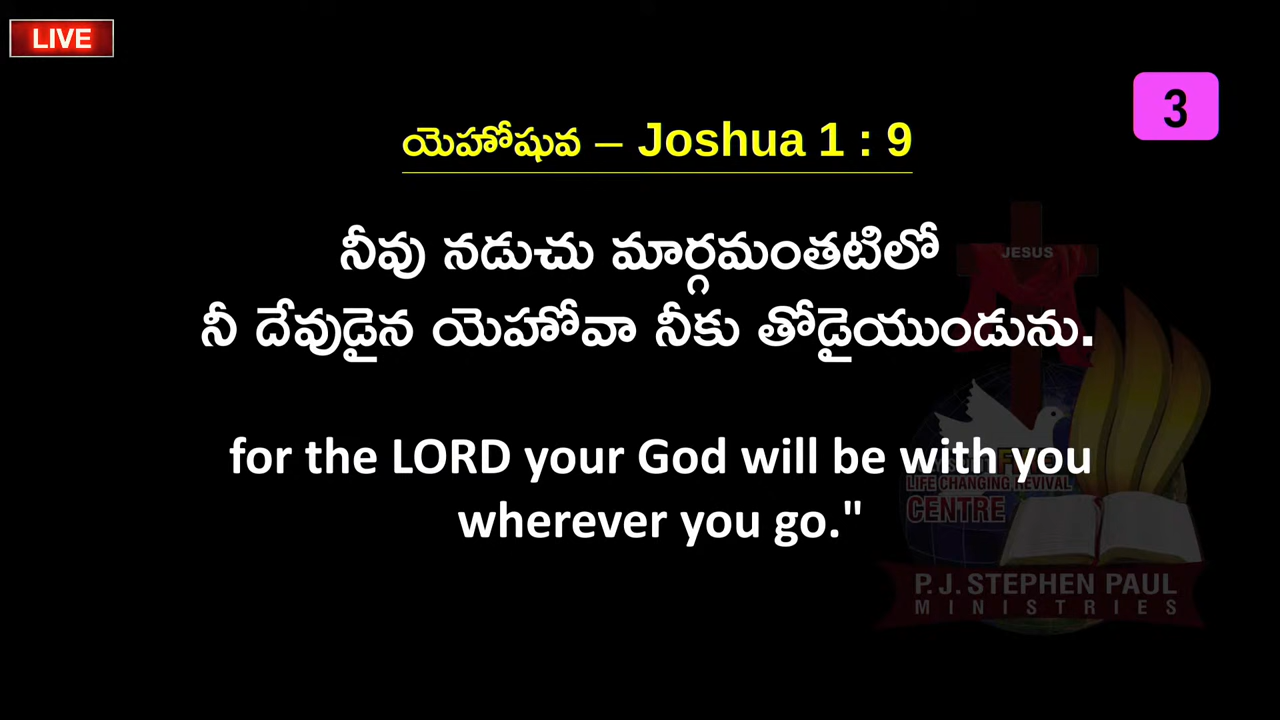 LIVE
3
యెహోషువ – Joshua 1 : 9
నీవు నడుచు మార్గమంతటిలో
నీ దేవుడైన యెహోవా నీకు తోడైయుండును.
for the LORD your God will be with you
wherever you go."
JESUS
LIFE CHANGING REVIVAL
CENTRE
P. J. STEPHEN PAUL
MINISTRIES